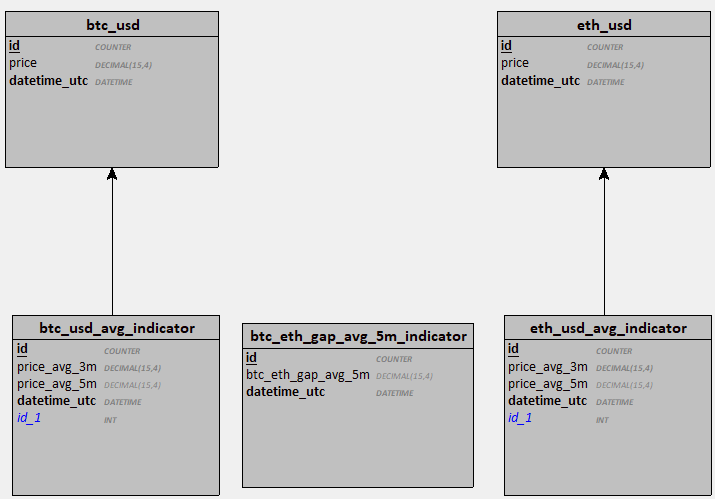 btc_usd
id COUNTER
price DECIMAL(15,4)
datetime_utc DATETIME
eth_usd
id COUNTER
price DECIMAL(15,4)
datetime_utc DATETIME
btc_usd_avg_indicator
id COUNTER
price_avg_3m DECIMAL(15,4)
price_avg_5m DECIMAL(15,4)
datetime_utc DATETIME
id_1 INT
btc_eth_gap_avg_5m_indicator
id COUNTER
btc_eth_gap_avg_5m DECIMAL(15,4)
datetime_utc DATETIME
eth_usd_avg_indicator
id COUNTER
price_avg_3m DECIMAL(15,4)
price_avg_5m DECIMAL(15,4)
datetime_utc DATETIME
id_1 INT